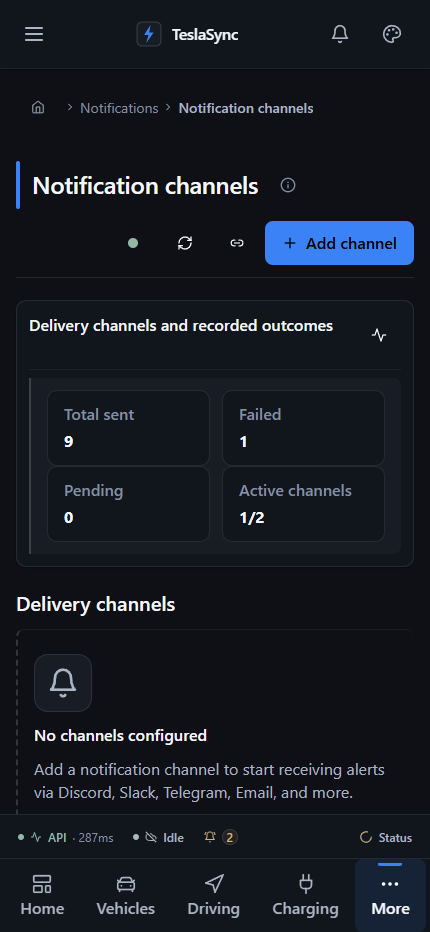 TeslaSync
Notifications Notification channels
Notification channels
Add channel
Delivery channels and recorded outcomes
Total sent
9
Failed
1
Pending
0
Active channels
1/2
Delivery channels
No channels configured
Add a notification channel to start receiving alerts
via Discord, Slack, Telegram, Email, and more.
API · 287ms Idle 2 Status
Home Vehicles Driving Charging More